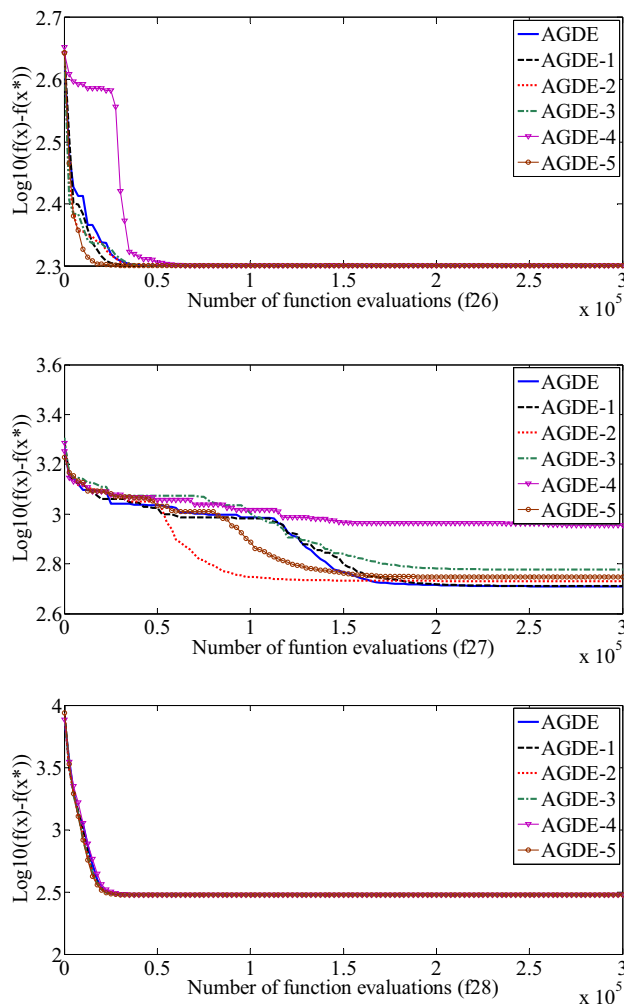 2.7
2.6
2.5
2.4
2.3
Log10(f(x)-f(x*))
AGDE
AGDE-1
AGDE-2
AGDE-3
AGDE-4
AGDE-5
0 0.5 1 1.5 2 2.5 3
Number of function evaluations (f26)
x 10^5
3.6
3.4
3.2
3
2.8
2.6
Log10(f(x)-f(x*))
AGDE
AGDE-1
AGDE-2
AGDE-3
AGDE-4
AGDE-5
0 0.5 1 1.5 2 2.5 3
Number of funtion evaluations (f27)
x 10^5
4
3.5
3
2.5
2
Log10(f(x)-f(x*))
AGDE
AGDE-1
AGDE-2
AGDE-3
AGDE-4
AGDE-5
0 0.5 1 1.5 2 2.5 3
Number of function evaluations (f28)
x 10^5